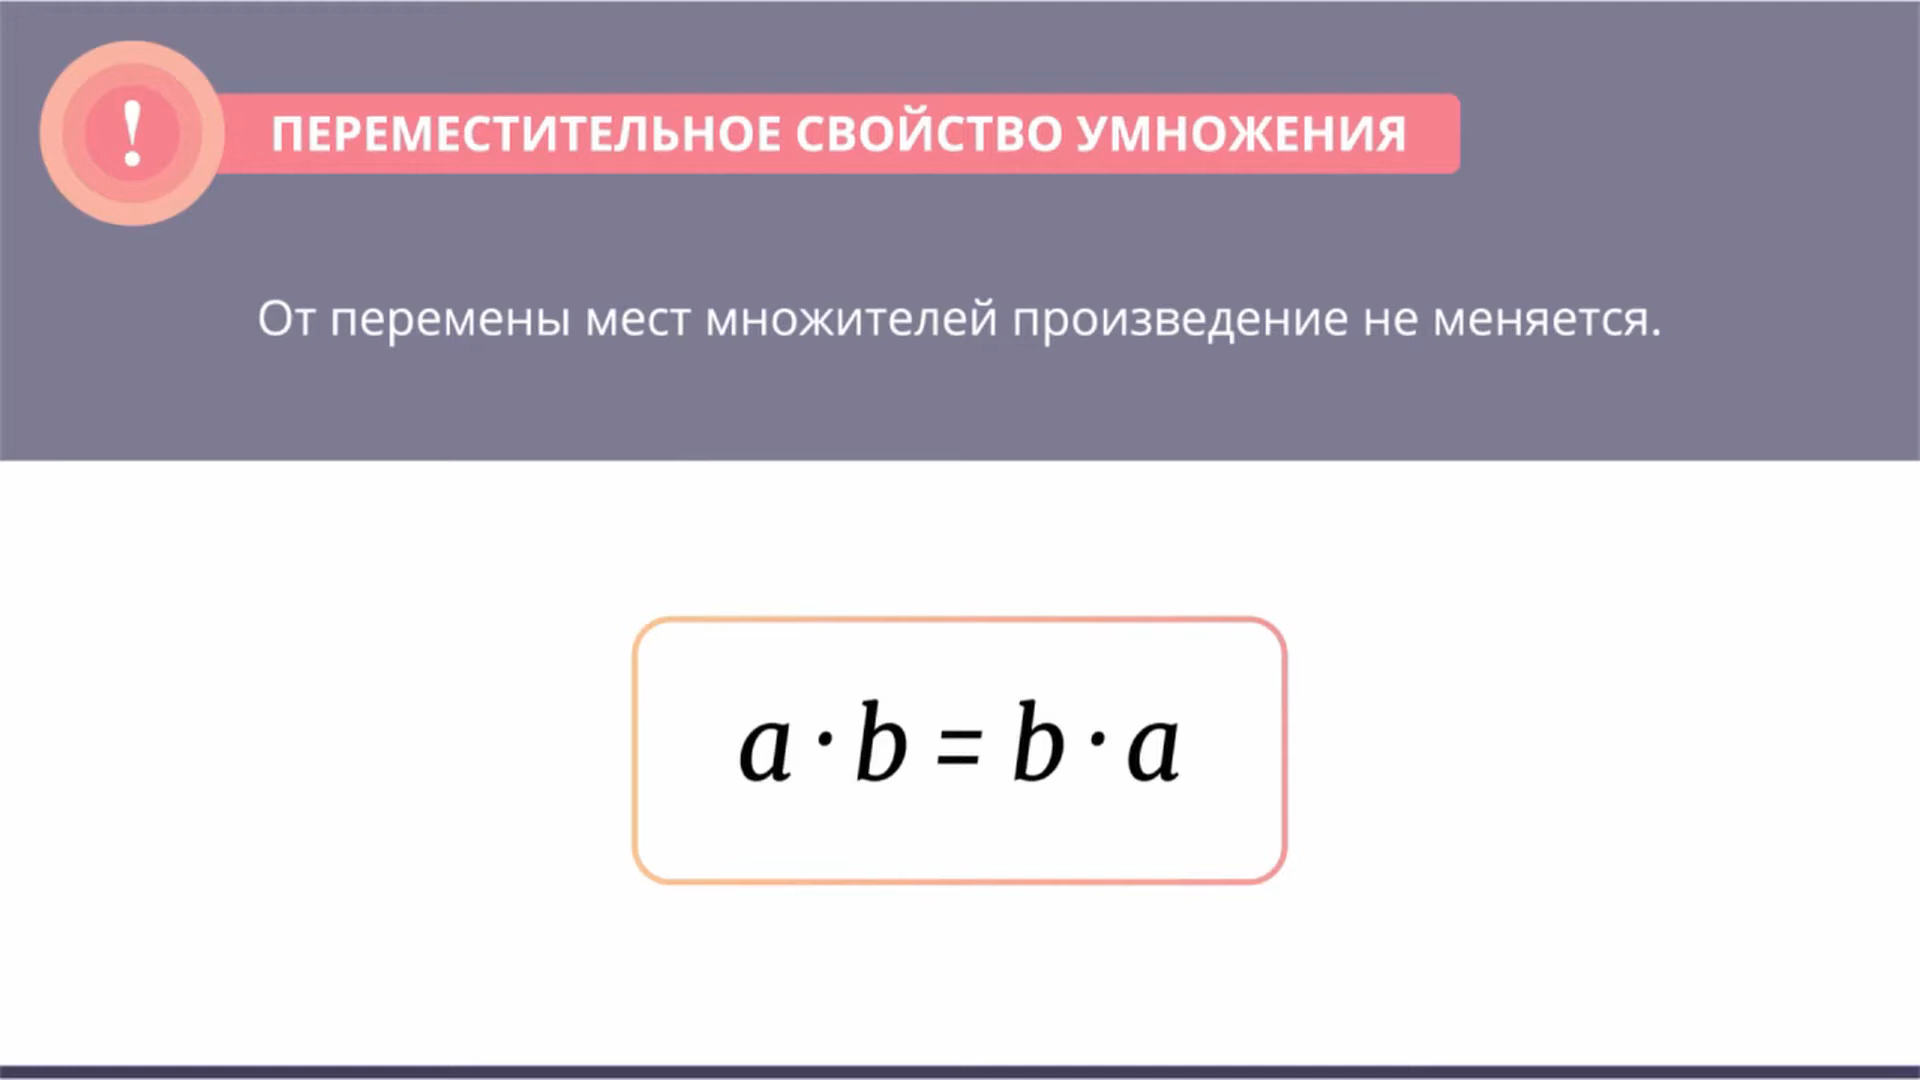 !
ПЕРЕМЕСТИТЕЛЬНОЕ СВОЙСТВО УМНОЖЕНИЯ
От перемены мест множителей произведение не меняется.
a · b = b · a